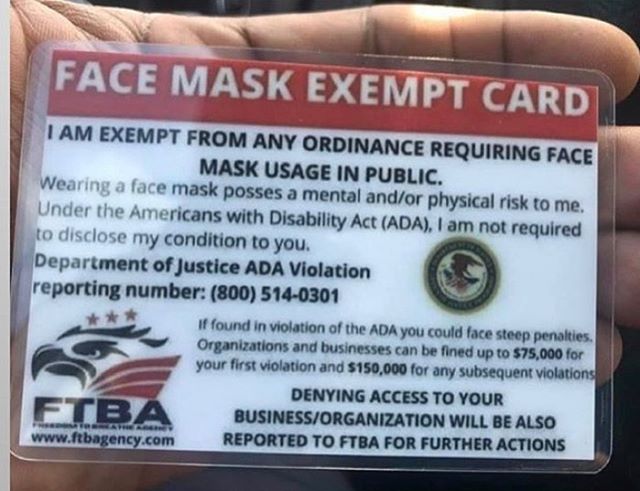 FACE MASK EXEMPT CARD
I AM EXEMPT FROM ANY ORDINANCE REQUIRING FACE
MASK USAGE IN PUBLIC.
Wearing a face mask posses a mental and/or physical risk to me.
Under the Americans with Disability Act (ADA), I am not required
to disclose my condition to you.
Department of Justice ADA Violation
reporting number: (800) 514-0301
If found in violation of the ADA you could face steep penalties.
Organizations and businesses can be fined up to $75,000 for
your first violation and $150,000 for any subsequent violations
DENYING ACCESS TO YOUR
BUSINESS/ORGANIZATION WILL BE ALSO
REPORTED TO FTBA FOR FURTHER ACTIONS
FTBA
FREEDOM TO BREATHE AGENCY
www.ftbagency.com